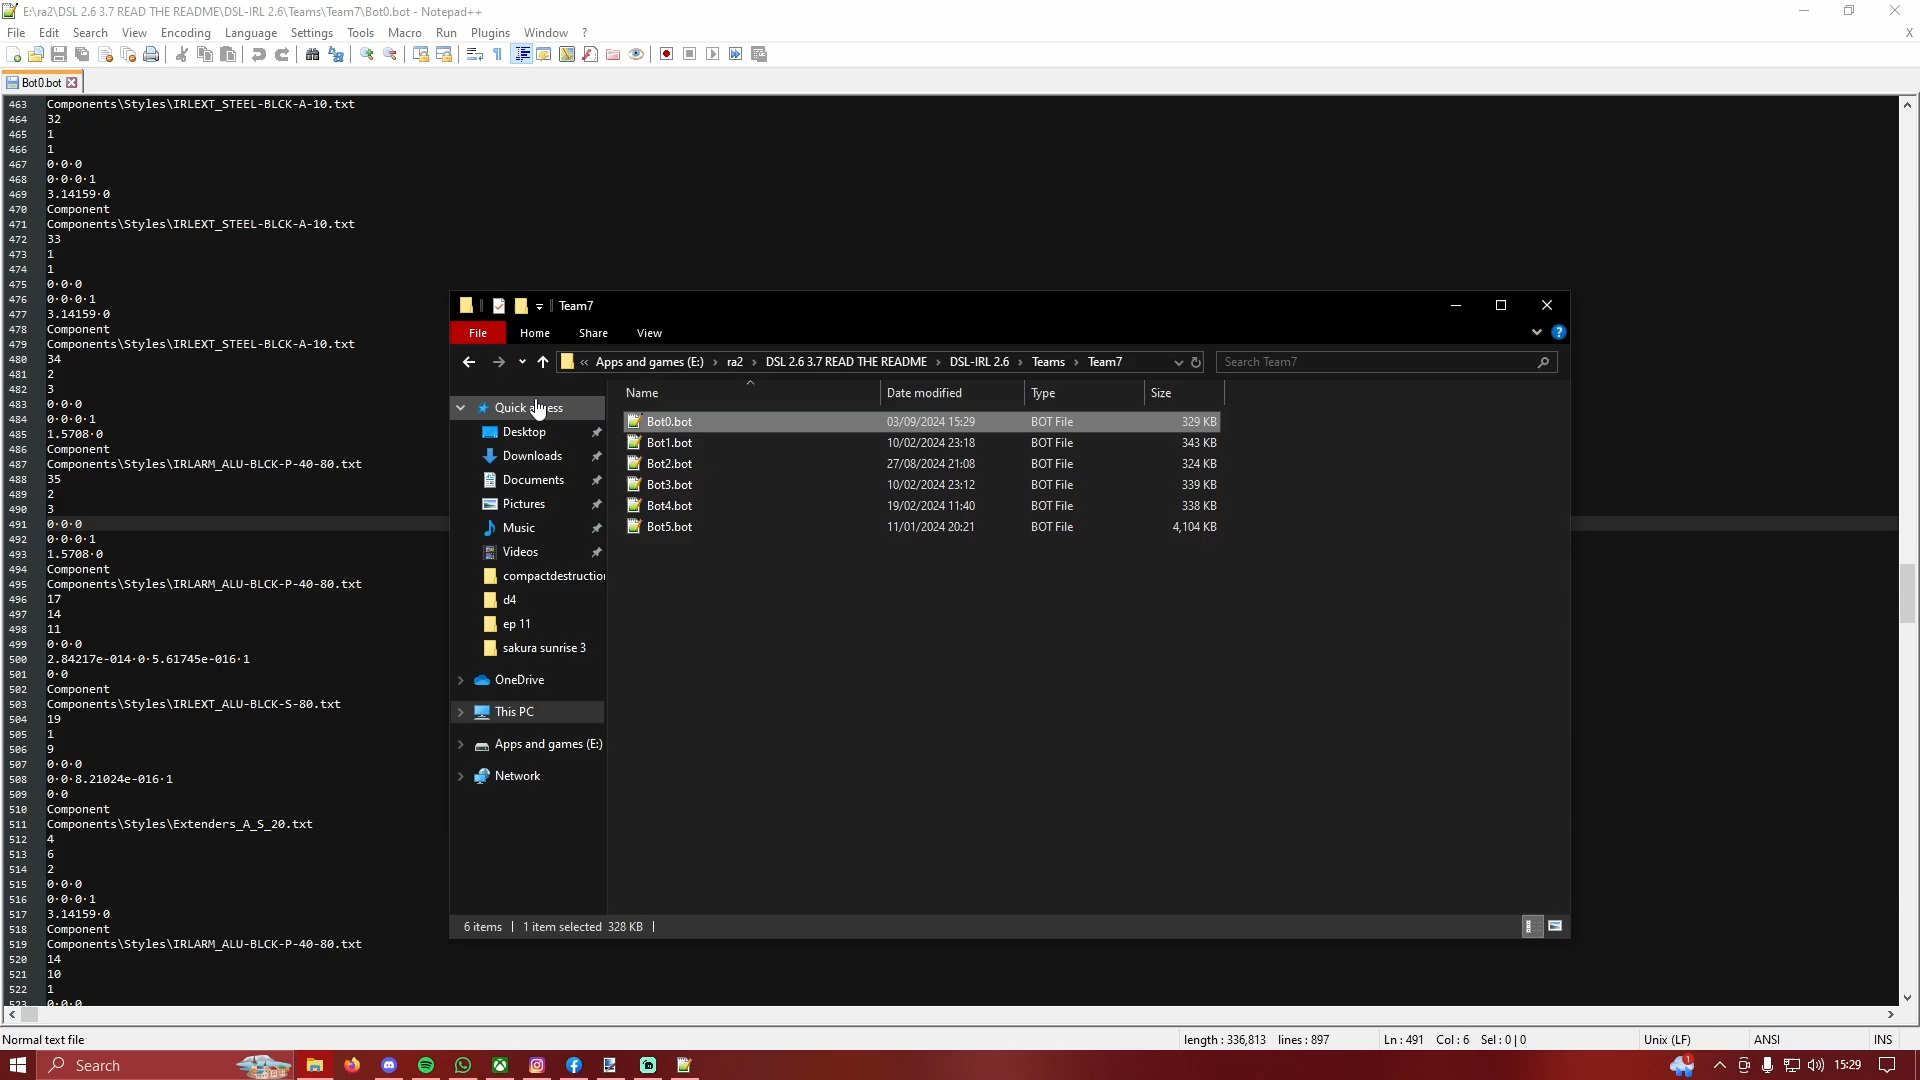 E:\ra2\DSL 2.6 3.7 READ THE README\DSL-IRL 2.6\Teams\Team7\Bot0.bot - Notepad++
File Edit Search View Encoding Language Settings Tools Macro Run Plugins Window ? X
Bot0.bot
463 Components\Styles\IRLEXT_STEEL-BLCK-A-10.txt
464 32
465 1
466 1
467 0·0·0
468 0·0·0·1
469 3.14159·0
470 Component
471 Components\Styles\IRLEXT_STEEL-BLCK-A-10.txt
472 33
473 1
474 1
475 0·0·0
476 0·0·0·1
477 3.14159·0
478 Component
479 Components\Styles\IRLEXT_STEEL-BLCK-A-10.txt
480 34
481 2
482 3
483 0·0·0
484 0·0·0·1
485 1.5708·0
486 Component
487 Components\Styles\IRLARM_ALU-BLCK-P-40-80.txt
488 35
489 2
490 3
491 0·0·0
492 0·0·0·1
493 1.5708·0
494 Component
495 Components\Styles\IRLARM_ALU-BLCK-P-40-80.txt
496 17
497 14
498 11
499 0·0·0
500 2.84217e-014·0·5.61745e-016·1
501 0·0
502 Component
503 Components\Styles\IRLEXT_ALU-BLCK-S-80.txt
504 19
505 1
506 9
507 0·0·0
508 0·0·8.21024e-016·1
509 0·0
510 Component
511 Components\Styles\Extenders_A_S_20.txt
512 4
513 6
514 2
515 0·0·0
516 0·0·0·1
517 3.14159·0
518 Component
519 Components\Styles\IRLARM_ALU-BLCK-P-40-80.txt
520 14
521 10
522 1
523 0·0·0
Team7
File Home Share View
« Apps and games (E:) › ra2 › DSL 2.6 3.7 READ THE README › DSL-IRL 2.6 › Teams › Team7
Search Team7
Quick access
Desktop
Downloads
Documents
Pictures
Music
Videos
compactdestruction
d4
ep 11
sakura sunrise 3
OneDrive
This PC
Apps and games (E:)
Network
Name Date modified Type Size
Bot0.bot 03/09/2024 15:29 BOT File 329 KB
Bot1.bot 10/02/2024 23:18 BOT File 343 KB
Bot2.bot 27/08/2024 21:08 BOT File 324 KB
Bot3.bot 10/02/2024 23:12 BOT File 339 KB
Bot4.bot 19/02/2024 11:40 BOT File 338 KB
Bot5.bot 11/01/2024 20:21 BOT File 4,104 KB
6 items 1 item selected 328 KB
Normal text file length : 336,813 lines : 897 Ln : 491 Col : 6 Sel : 0 | 0 Unix (LF) ANSI INS
Search 1 15:29